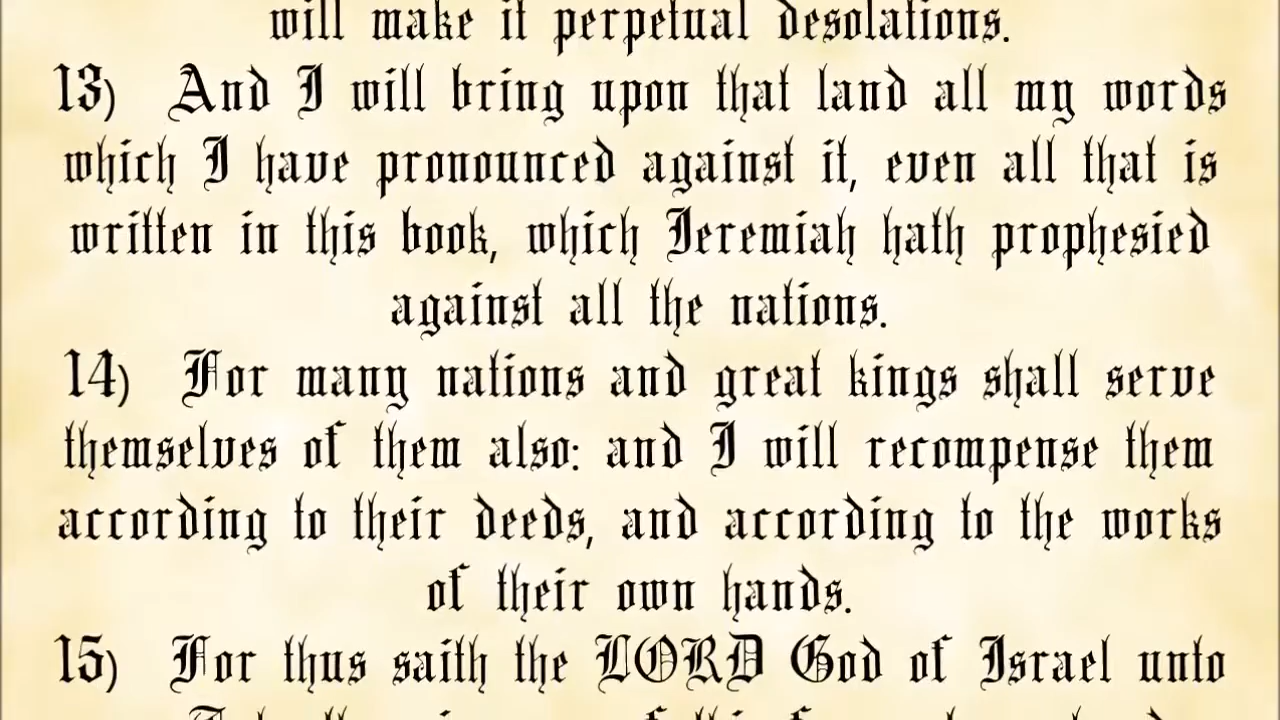 will make it perpetual desolations.
13) And I will bring upon that land all my words
which I have pronounced against it, even all that is
written in this book, which Jeremiah hath prophesied
against all the nations.
14) For many nations and great kings shall serve
themselves of them also: and I will recompense them
according to their deeds, and according to the works
of their own hands.
15) For thus saith the LORD God of Israel unto